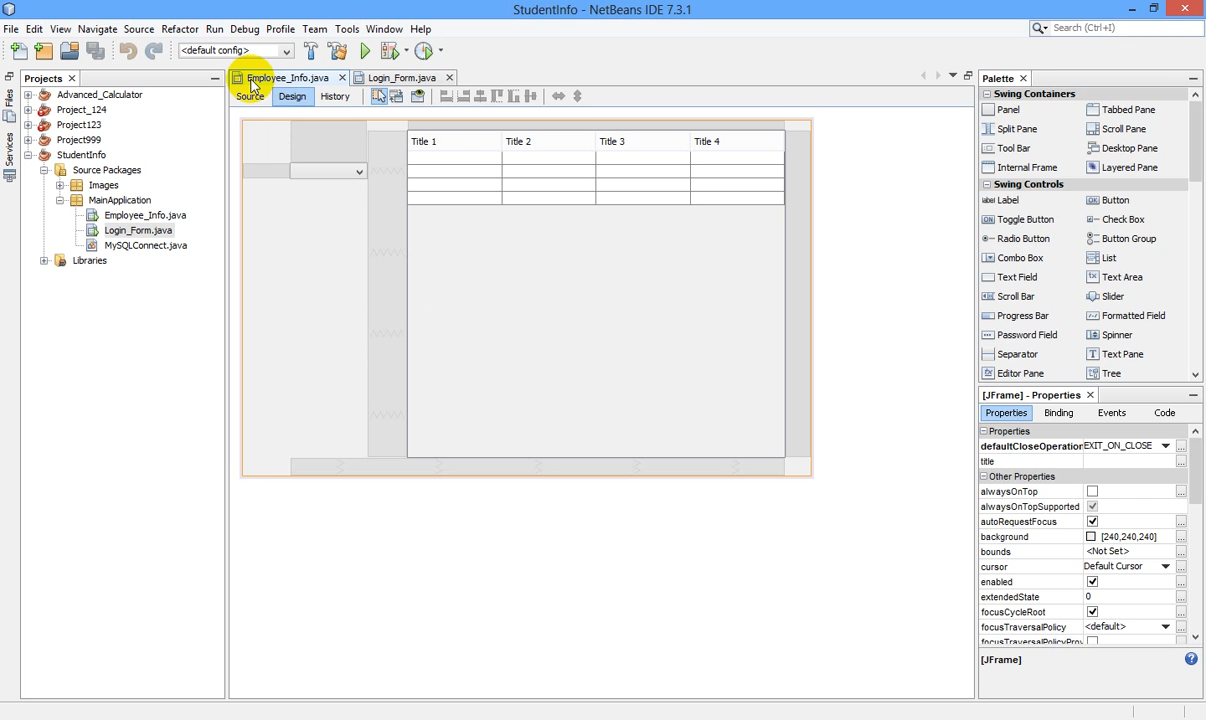 StudentInfo - NetBeans IDE 7.3.1
File Edit View Navigate Source Refactor Run Debug Profile Team Tools Window Help
Search (Ctrl+I)
<default config>
Projects
Employee_Info.java
Login_Form.java
Palette
Source Design History
Files
Services
Advanced_Calculator
Project_124
Project123
Project999
StudentInfo
Source Packages
Images
MainApplication
Employee_Info.java
Login_Form.java
MySQLConnect.java
Libraries
Title 1 Title 2 Title 3 Title 4
Swing Containers
Panel Tabbed Pane
Split Pane Scroll Pane
Tool Bar Desktop Pane
Internal Frame Layered Pane
Swing Controls
Label Button
Toggle Button Check Box
Radio Button Button Group
Combo Box List
Text Field Text Area
Scroll Bar Slider
Progress Bar Formatted Field
Password Field Spinner
Separator Text Pane
Editor Pane Tree
[JFrame] - Properties
Properties Binding Events Code
Properties
defaultCloseOperation EXIT_ON_CLOSE
title
Other Properties
alwaysOnTop
alwaysOnTopSupported
autoRequestFocus
background [240,240,240]
bounds <Not Set>
cursor Default Cursor
enabled
extendedState 0
focusCycleRoot
focusTraversalPolicy <default>
focusTraversalPolicyProv
[JFrame]